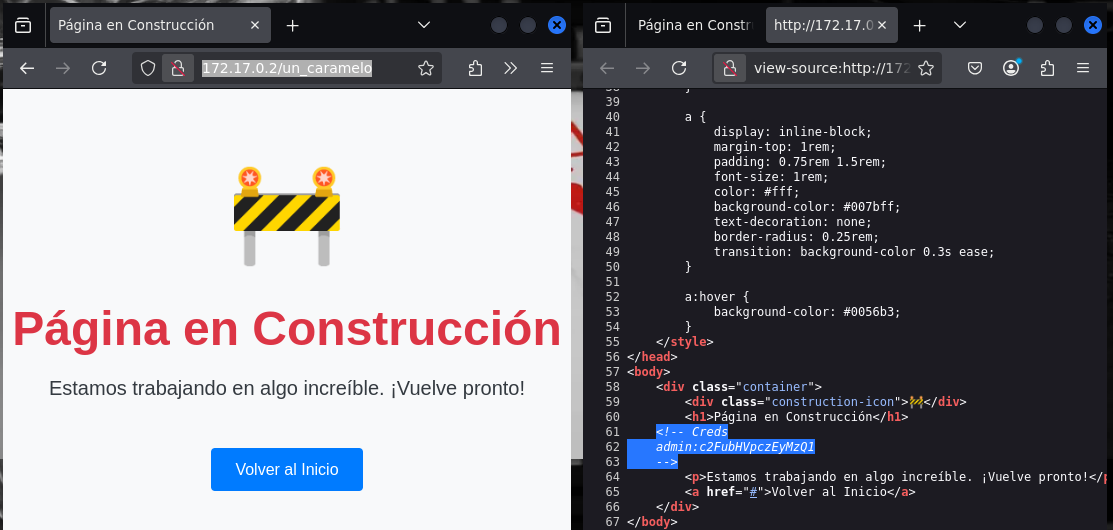 Página en Construcción
172.17.0.2/un_caramelo
🚧
Página en Construcción
Estamos trabajando en algo increíble. ¡Vuelve pronto!
Volver al Inicio
Página en Constr
http://172.17.0
view-source:http://172
39
40 a {
41 display: inline-block;
42 margin-top: 1rem;
43 padding: 0.75rem 1.5rem;
44 font-size: 1rem;
45 color: #fff;
46 background-color: #007bff;
47 text-decoration: none;
48 border-radius: 0.25rem;
49 transition: background-color 0.3s ease;
50 }
51
52 a:hover {
53 background-color: #0056b3;
54 }
55 </style>
56 </head>
57 <body>
58 <div class="container">
59 <div class="construction-icon">🚧</div>
60 <h1>Página en Construcción</h1>
61 <!-- Creds
62 admin:c2FubHVpczEyMzQ1
63 -->
64 <p>Estamos trabajando en algo increíble. ¡Vuelve pronto!</p
65 <a href="#">Volver al Inicio</a>
66 </div>
67 </body>